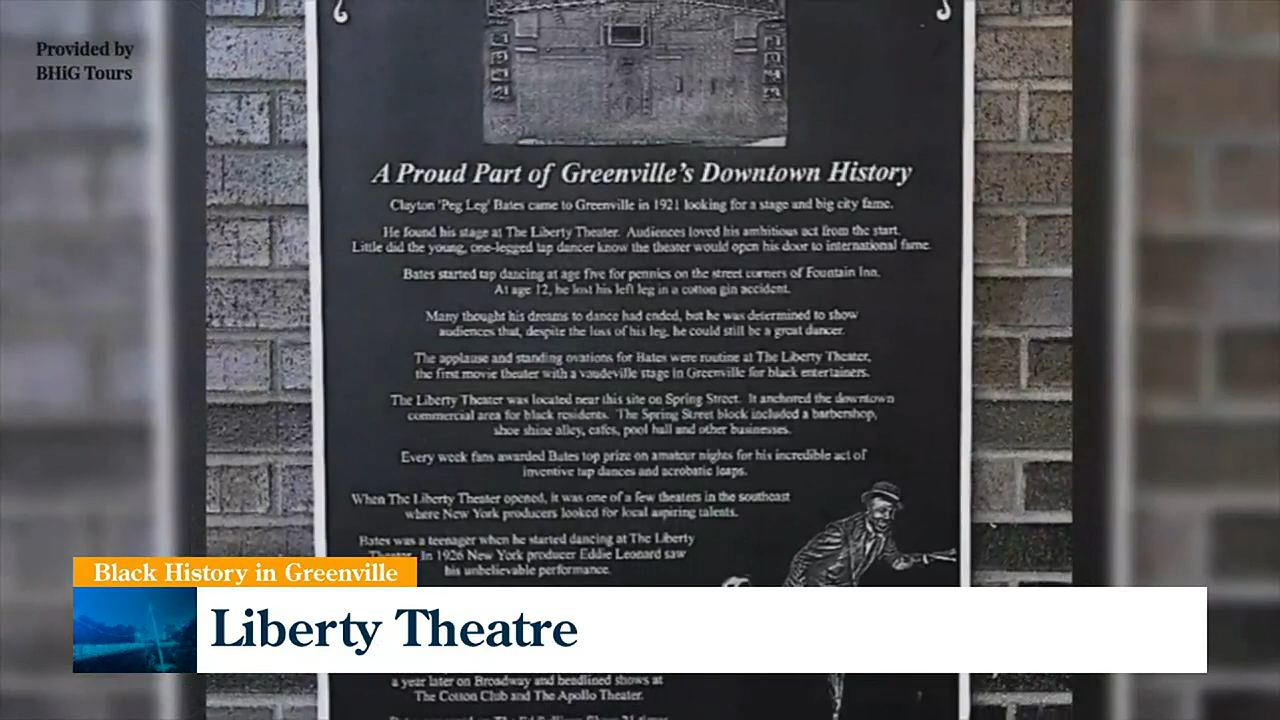 Provided by
BHiG Tours
A Proud Part of Greenville's Downtown History
Clayton 'Peg Leg' Bates came to Greenville in 1921 looking for a stage and big city fame.
He found his stage at The Liberty Theater. Audiences loved his ambitious act from the start.
Little did the young, one-legged tap dancer know the theater would open his door to international fame.
Bates started tap dancing at age five for pennies on the street corners of Fountain Inn.
At age 12, he lost his left leg in a cotton gin accident.
Many thought his dreams to dance had ended, but he was determined to show
audiences that, despite the loss of his leg, he could still be a great dancer.
The applause and standing ovations for Bates were routine at The Liberty Theater,
the first movie theater with a vaudeville stage in Greenville for black entertainers.
The Liberty Theater was located near this site on Spring Street. It anchored the downtown
commercial area for black residents. The Spring Street block included a barbershop,
shoe shine alley, cafes, pool hall and other businesses.
Every week fans awarded Bates top prize on amateur nights for his incredible act of
inventive tap dances and acrobatic leaps.
When The Liberty Theater opened, it was one of a few theaters in the southeast
where New York producers looked for local aspiring talents.
Bates was a teenager when he started dancing at The Liberty
Theater. In 1926 New York producer Eddie Leonard saw
his unbelievable performance.
Black History in Greenville
Liberty Theatre
a year later on Broadway and headlined shows at
The Cotton Club and The Apollo Theater.